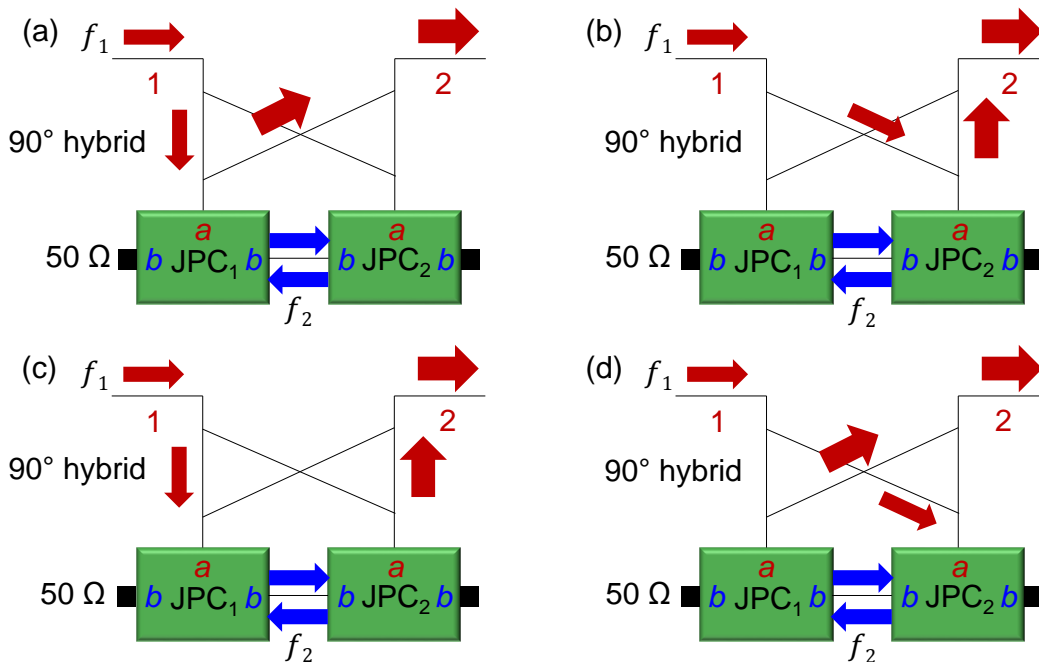 (a) f₁ 1 2
90° hybrid
a a
50 Ω b JPC₁ b b JPC₂ b
f₂
(b) f₁ 1 2
90° hybrid
a a
50 Ω b JPC₁ b b JPC₂ b
f₂
(c) f₁ 1 2
90° hybrid
a a
50 Ω b JPC₁ b b JPC₂ b
f₂
(d) f₁ 1 2
90° hybrid
a a
50 Ω b JPC₁ b b JPC₂ b
f₂